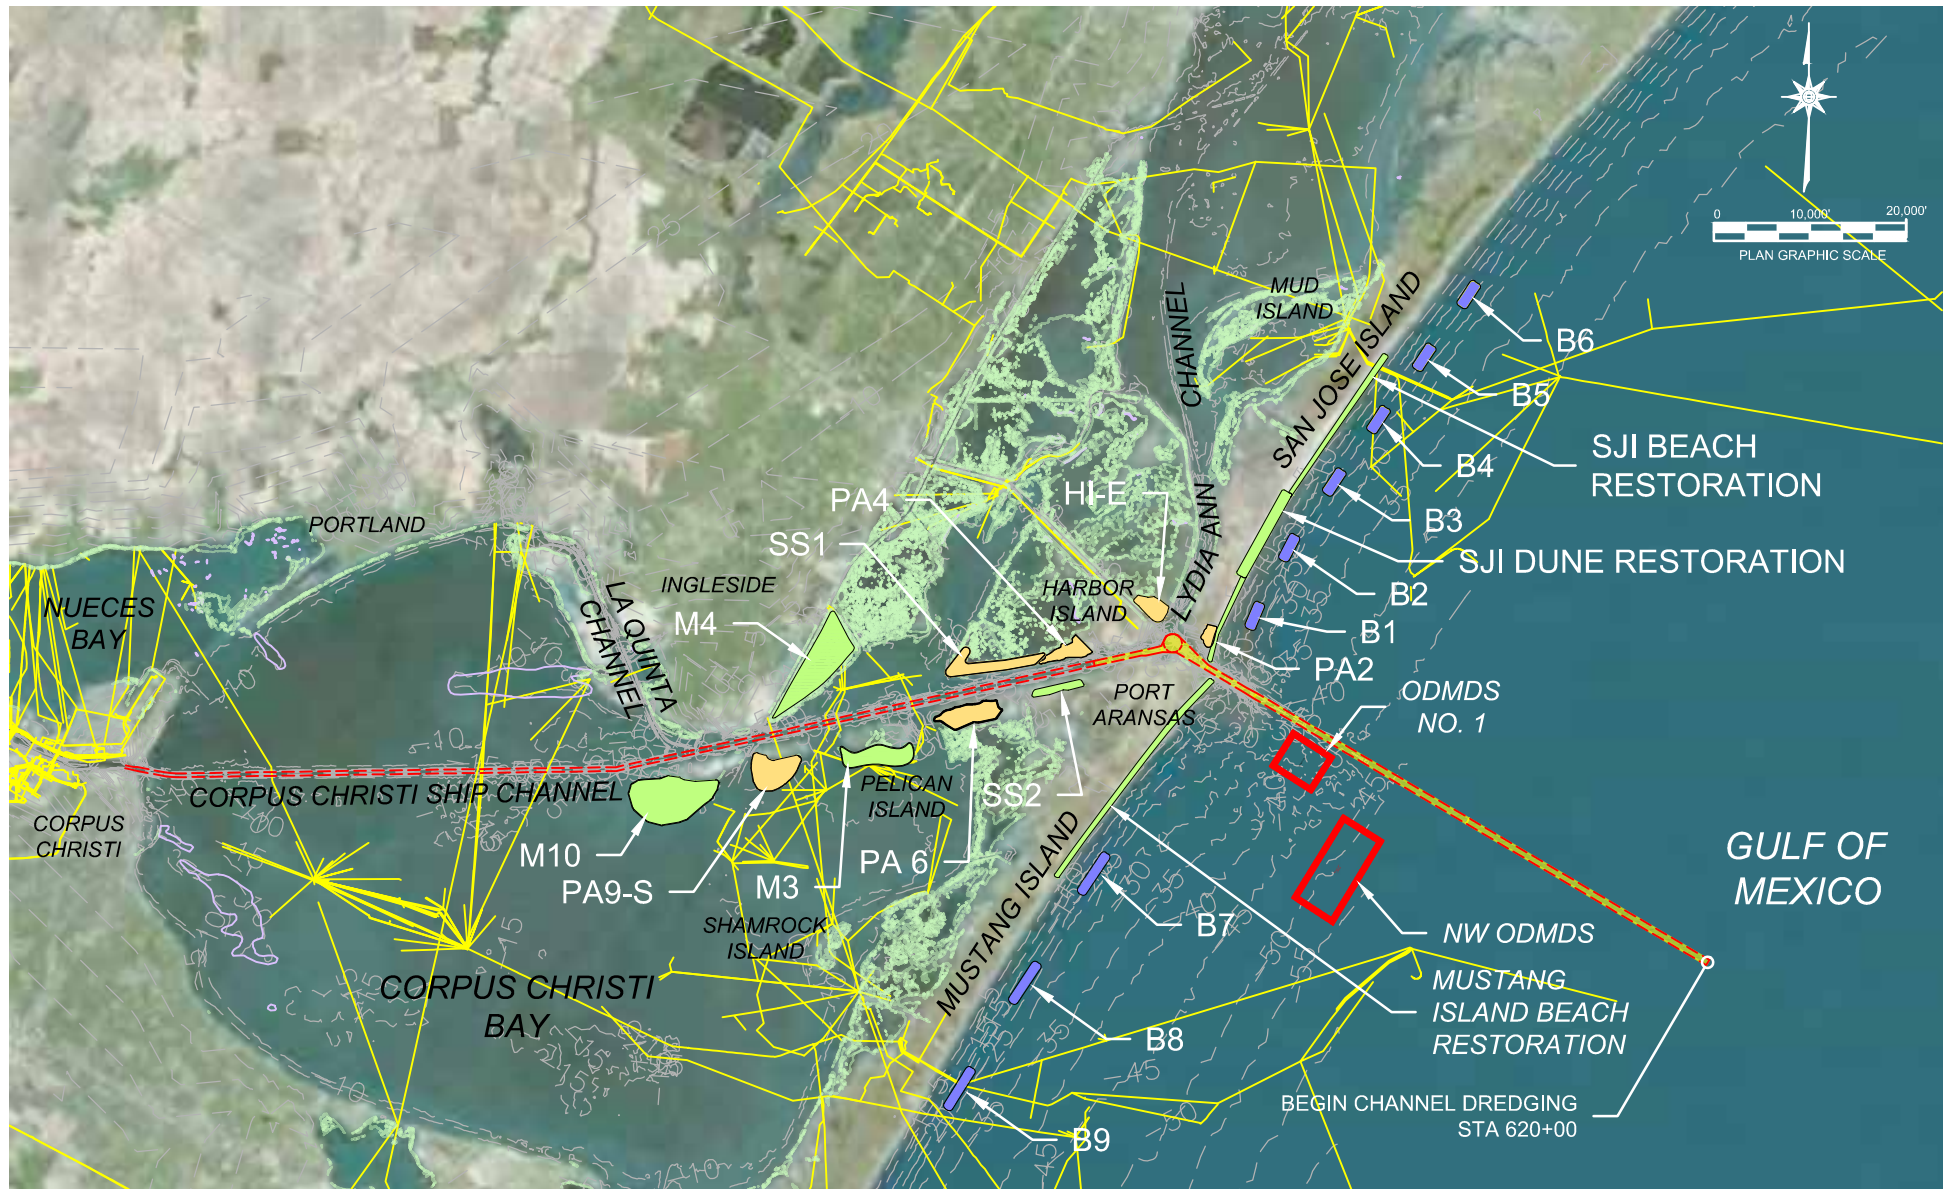 0 10,000' 20,000'
PLAN GRAPHIC SCALE
MUD
ISLAND
CHANNEL
SAN JOSE ISLAND
B6
B5
B4
SJI BEACH
RESTORATION
B3
SJI DUNE RESTORATION
B2
B1
PA2
ODMDS
NO. 1
PA4
HI-E
SS1
LYDIA ANN
HARBOR
ISLAND
PORTLAND
INGLESIDE
M4
LA QUINTA
CHANNEL
NUECES
BAY
PORT
ARANSAS
CORPUS CHRISTI SHIP CHANNEL
CORPUS
CHRISTI
PELICAN
ISLAND
SS2
M10
PA9-S
M3
PA 6
SHAMROCK
ISLAND
MUSTANG ISLAND
CORPUS CHRISTI
BAY
B7
B8
B9
GULF OF
MEXICO
NW ODMDS
MUSTANG
ISLAND BEACH
RESTORATION
BEGIN CHANNEL DREDGING
STA 620+00